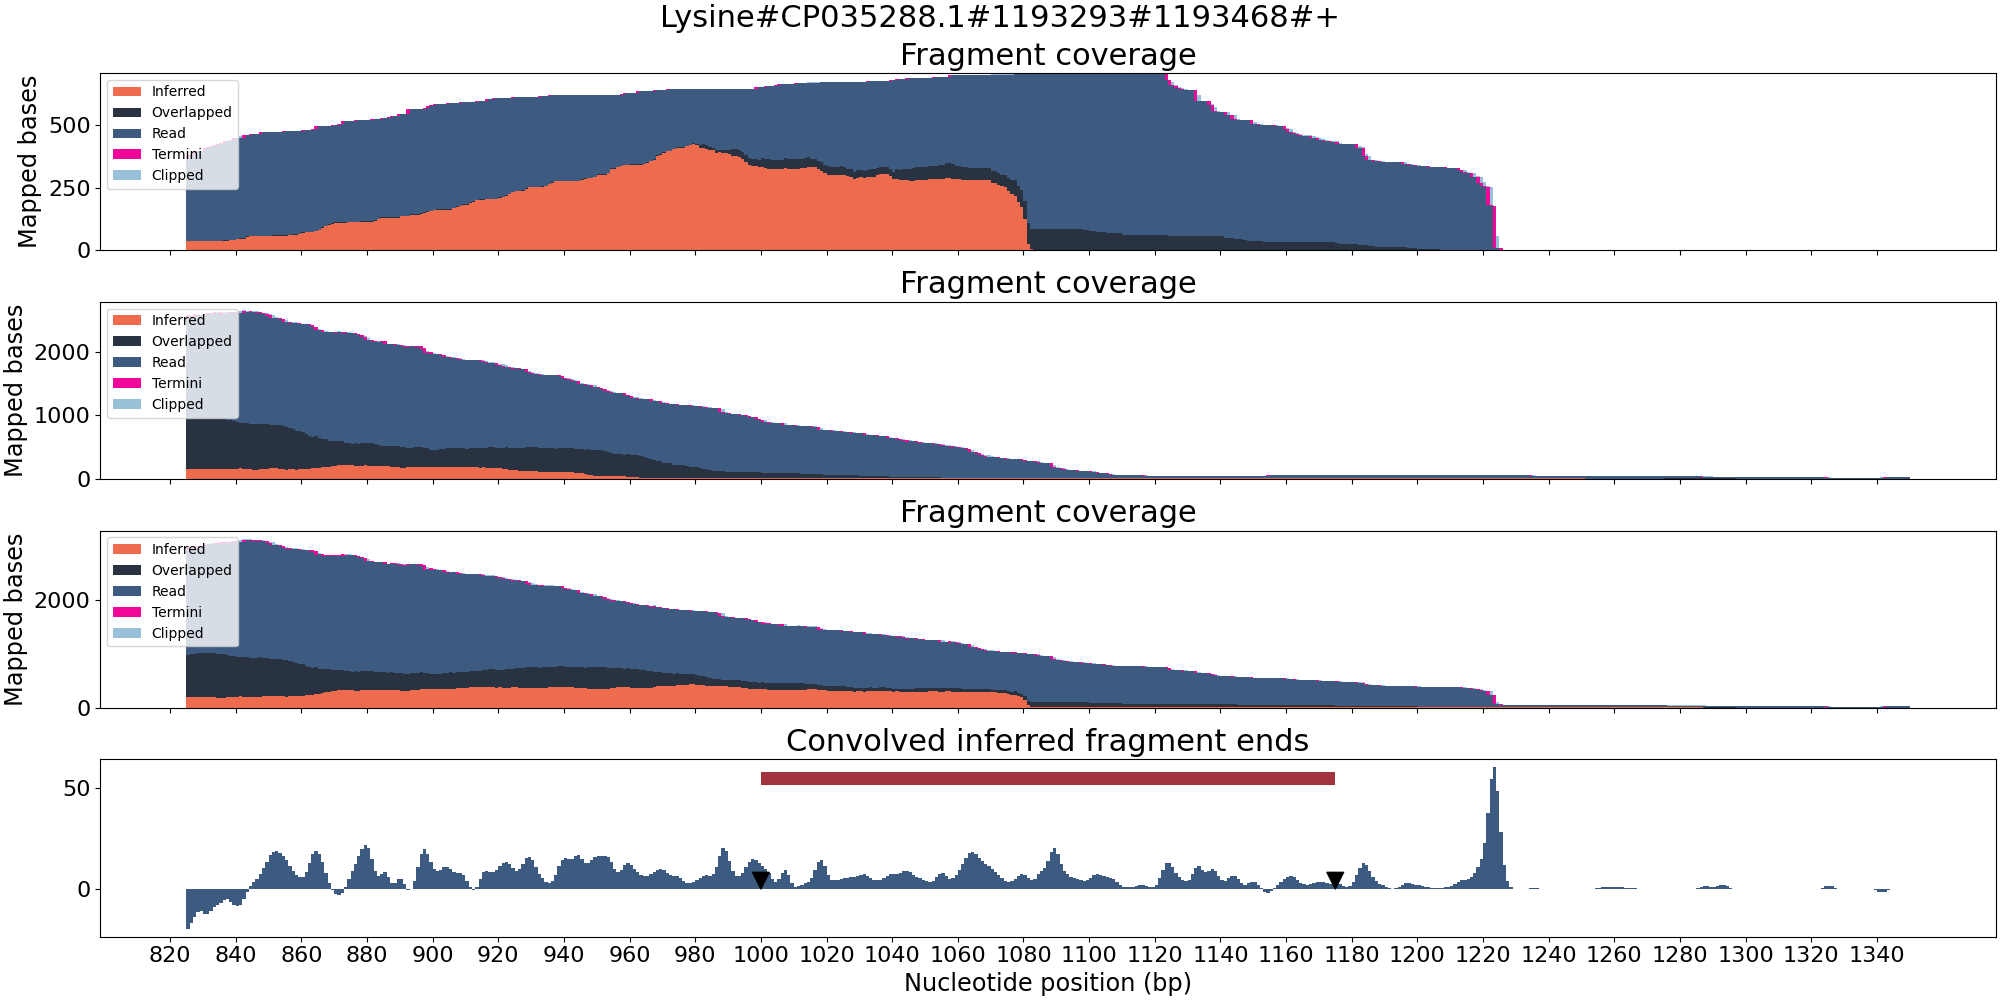 Lysine#CP035288.1#1193293#1193468#+
Fragment coverage
Mapped bases
500
250
0
Inferred
Overlapped
Read
Termini
Clipped
Fragment coverage
Mapped bases
2000
1000
0
Inferred
Overlapped
Read
Termini
Clipped
Fragment coverage
Mapped bases
2000
0
Inferred
Overlapped
Read
Termini
Clipped
Convolved inferred fragment ends
50
0
820 840 860 880 900 920 940 960 980 1000 1020 1040 1060 1080 1100 1120 1140 1160 1180 1200 1220 1240 1260 1280 1300 1320 1340
Nucleotide position (bp)